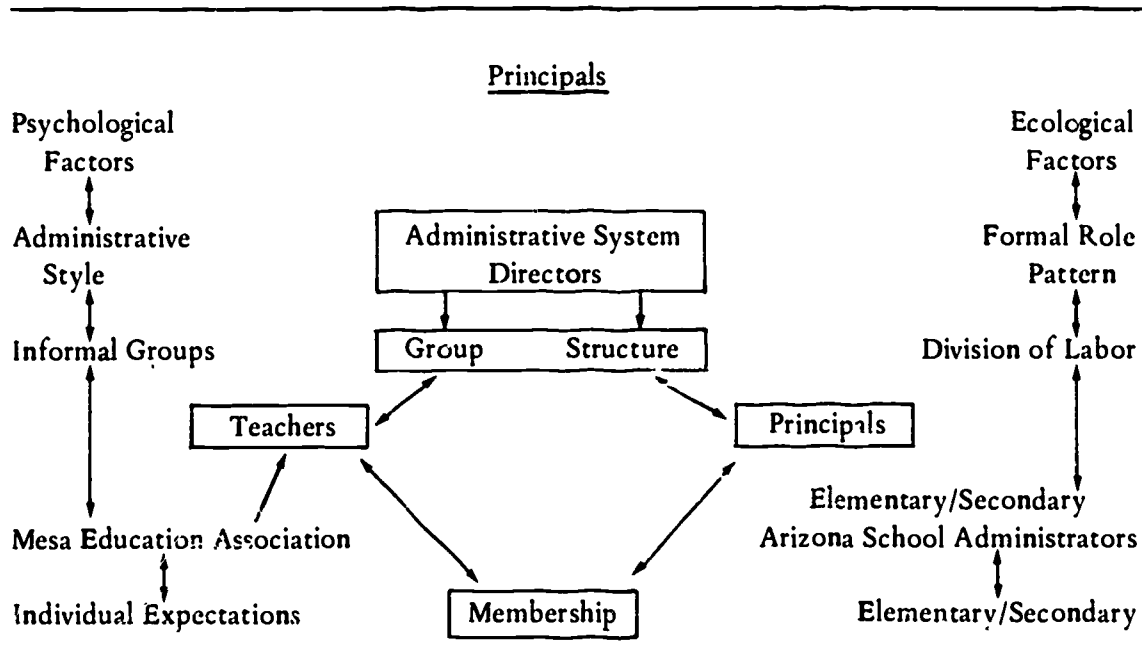 Principals
Psychological
Factors
Ecological
Factors
Administrative
Style
Administrative System
Directors
Formal Role
Pattern
Informal Groups
Group Structure
Division of Labor
Teachers
Principals
Mesa Education Association
Elementary/Secondary
Arizona School Administrators
Individual Expectations
Membership
Elementary/Secondary